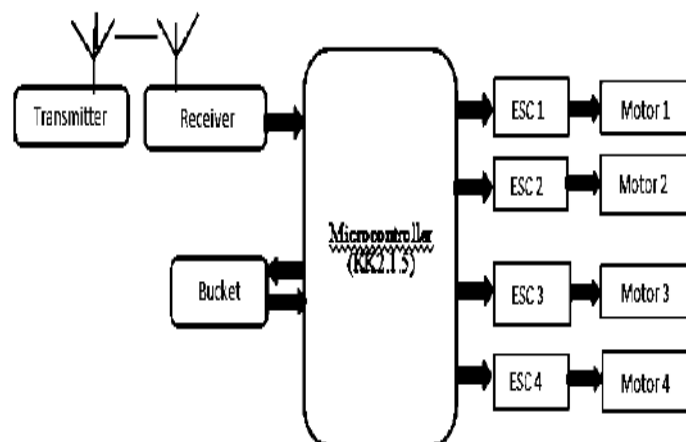 Transmitter
Receiver
Bucket
Microcontroller
(KK2.1.5)
ESC 1
Motor 1
ESC 2
Motor 2
ESC 3
Motor 3
ESC 4
Motor 4